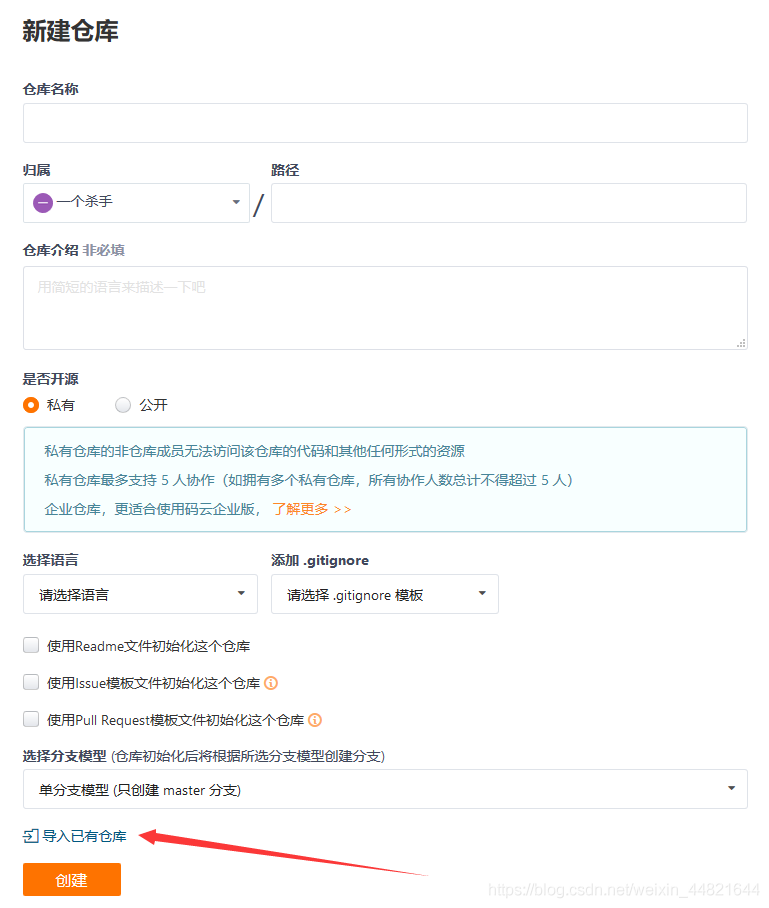 新建仓库
仓库名称
归属 路径
一个杀手 /
仓库介绍 非必填
用简短的语言来描述一下吧
是否开源
私有 公开
私有仓库的非仓库成员无法访问该仓库的代码和其他任何形式的资源
私有仓库最多支持 5 人协作（如拥有多个私有仓库，所有协作人数总计不得超过 5 人）
企业仓库，更适合使用码云企业版， 了解更多 >>
选择语言 添加 .gitignore
请选择语言 请选择 .gitignore 模板
使用Readme文件初始化这个仓库
使用Issue模板文件初始化这个仓库
使用Pull Request模板文件初始化这个仓库
选择分支模型 (仓库初始化后将根据所选分支模型创建分支)
单分支模型 (只创建 master 分支)
导入已有仓库
创建
https://blog.csdn.net/weixin_44821644